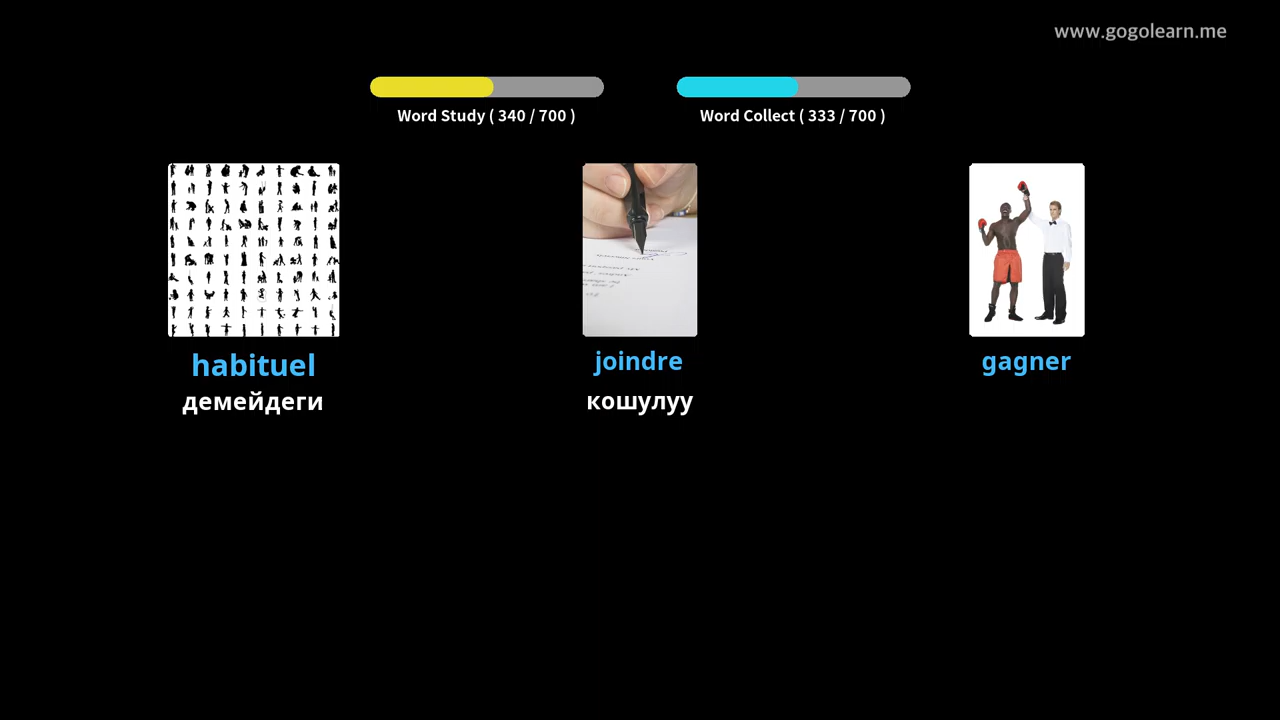 www.gogolearn.me
Word Study ( 340 / 700 )
Word Collect ( 333 / 700 )
habituel
joindre
gagner
демейдеги
кошулуу